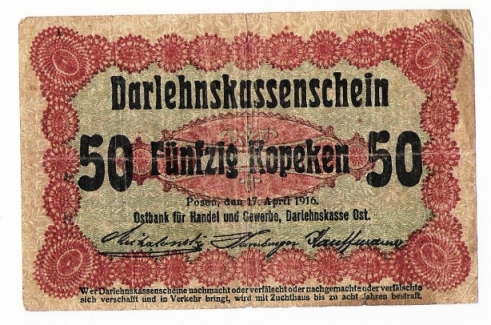 Darlehnskassenschein
50 Fünfzig Kopeken 50
Posen, den 17. April 1916.
Ostbank für Handel und Gewerbe, Darlehnskasse Ost.
Kauffmann
Wer Darlehnskassenscheine nachmacht oder verfälscht oder nachgemachte oder verfälschte
sich verschafft und in Verkehr bringt, wird mit Zuchthaus bis zu acht Jahren bestraft.